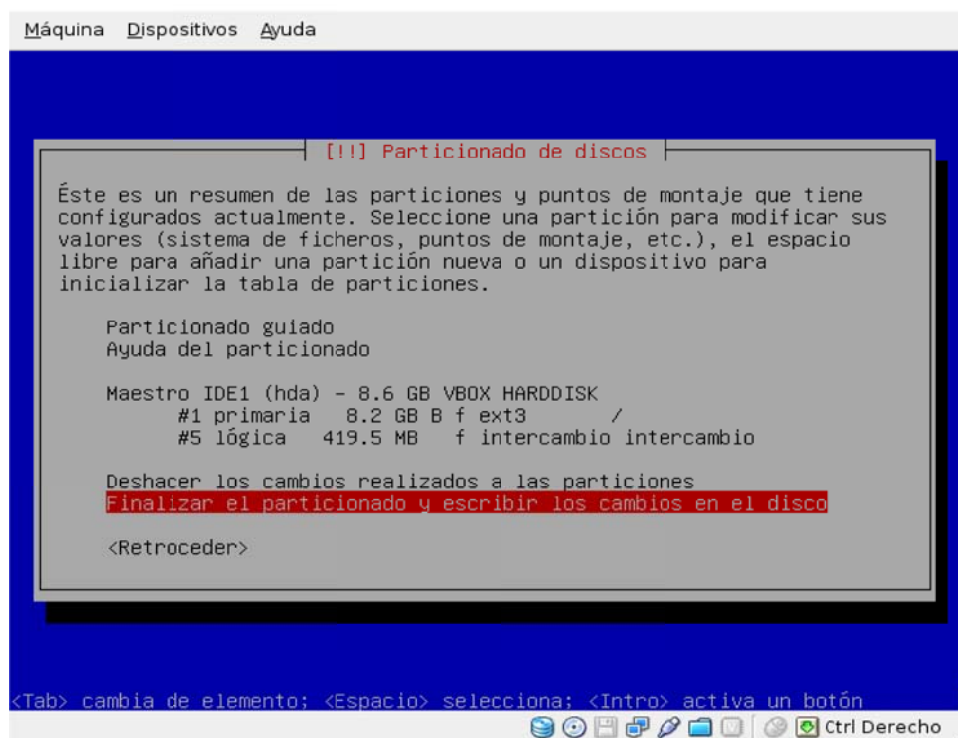 Máquina Dispositivos Ayuda
[!!] Particionado de discos
Éste es un resumen de las particiones y puntos de montaje que tiene
configurados actualmente. Seleccione una partición para modificar sus
valores (sistema de ficheros, puntos de montaje, etc.), el espacio
libre para añadir una partición nueva o un dispositivo para
inicializar la tabla de particiones.
Particionado guiado
Ayuda del particionado
Maestro IDE1 (hda) - 8.6 GB VBOX HARDDISK
#1 primaria 8.2 GB B f ext3 /
#5 lógica 419.5 MB f intercambio intercambio
Deshacer los cambios realizados a las particiones
Finalizar el particionado y escribir los cambios en el disco
<Retroceder>
<Tab> cambia de elemento; <Espacio> selecciona; <Intro> activa un botón
Ctrl Derecho